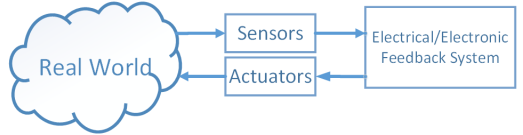 Real World
Sensors
Actuators
Electrical/Electronic
Feedback System